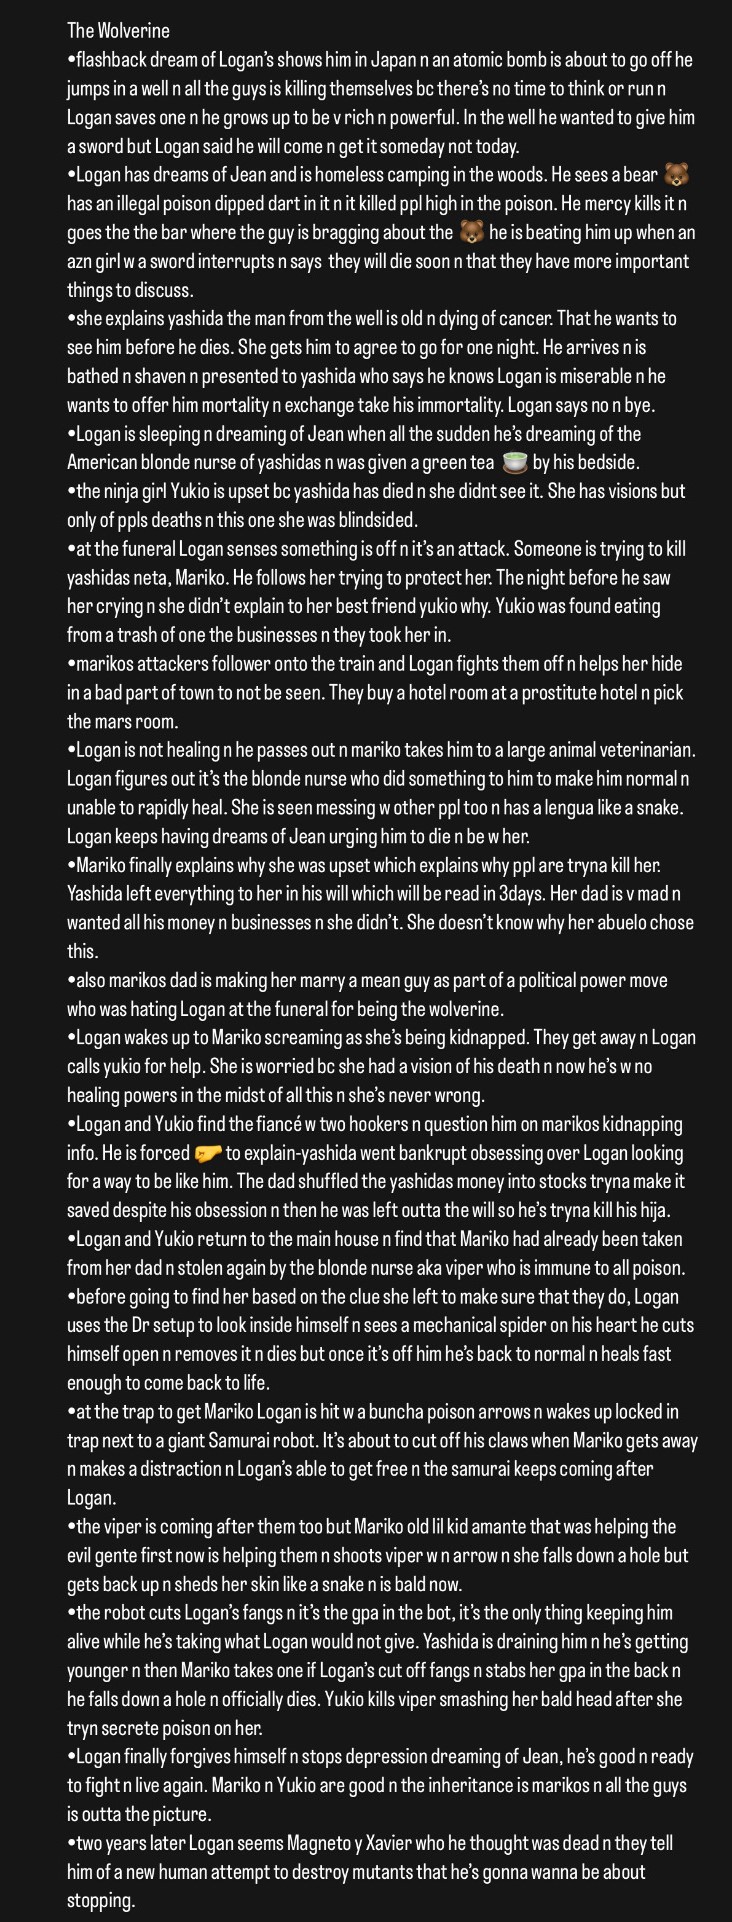 The Wolverine
•flashback dream of Logan's shows him in Japan n an atomic bomb is about to go off he
jumps in a well n all the guys is killing themselves bc there's no time to think or run n
Logan saves one n he grows up to be v rich n powerful. In the well he wanted to give him
a sword but Logan said he will come n get it someday not today.
•Logan has dreams of Jean and is homeless camping in the woods. He sees a bear 🐻
has an illegal poison dipped dart in it n it killed ppl high in the poison. He mercy kills it n
goes the the bar where the guy is bragging about the 🐻 he is beating him up when an
azn girl w a sword interrupts n says they will die soon n that they have more important
things to discuss.
•she explains yashida the man from the well is old n dying of cancer. That he wants to
see him before he dies. She gets him to agree to go for one night. He arrives n is
bathed n shaven n presented to yashida who says he knows Logan is miserable n he
wants to offer him mortality n exchange take his immortality. Logan says no n bye.
•Logan is sleeping n dreaming of Jean when all the sudden he's dreaming of the
American blonde nurse of yashidas n was given a green tea 🍵 by his bedside.
•the ninja girl Yukio is upset bc yashida has died n she didnt see it. She has visions but
only of ppls deaths n this one she was blindsided.
•at the funeral Logan senses something is off n it's an attack. Someone is trying to kill
yashidas neta, Mariko. He follows her trying to protect her. The night before he saw
her crying n she didn't explain to her best friend yukio why. Yukio was found eating
from a trash of one the businesses n they took her in.
•marikos attackers follower onto the train and Logan fights them off n helps her hide
in a bad part of town to not be seen. They buy a hotel room at a prostitute hotel n pick
the mars room.
•Logan is not healing n he passes out n mariko takes him to a large animal veterinarian.
Logan figures out it's the blonde nurse who did something to him to make him normal n
unable to rapidly heal. She is seen messing w other ppl too n has a lengua like a snake.
Logan keeps having dreams of Jean urging him to die n be w her.
•Mariko finally explains why she was upset which explains why ppl are tryna kill her.
Yashida left everything to her in his will which will be read in 3days. Her dad is v mad n
wanted all his money n businesses n she didn't. She doesn't know why her abuelo chose
this.
•also marikos dad is making her marry a mean guy as part of a political power move
who was hating Logan at the funeral for being the wolverine.
•Logan wakes up to Mariko screaming as she's being kidnapped. They get away n Logan
calls yukio for help. She is worried bc she had a vision of his death n now he's w no
healing powers in the midst of all this n she's never wrong.
•Logan and Yukio find the fiancé w two hookers n question him on marikos kidnapping
info. He is forced 🤛 to explain-yashida went bankrupt obsessing over Logan looking
for a way to be like him. The dad shuffled the yashidas money into stocks tryna make it
saved despite his obsession n then he was left outta the will so he's tryna kill his hija.
•Logan and Yukio return to the main house n find that Mariko had already been taken
from her dad n stolen again by the blonde nurse aka viper who is immune to all poison.
•before going to find her based on the clue she left to make sure that they do, Logan
uses the Dr setup to look inside himself n sees a mechanical spider on his heart he cuts
himself open n removes it n dies but once it's off him he's back to normal n heals fast
enough to come back to life.
•at the trap to get Mariko Logan is hit w a buncha poison arrows n wakes up locked in
trap next to a giant Samurai robot. It's about to cut off his claws when Mariko gets away
n makes a distraction n Logan's able to get free n the samurai keeps coming after
Logan.
•the viper is coming after them too but Mariko old lil kid amante that was helping the
evil gente first now is helping them n shoots viper w n arrow n she falls down a hole but
gets back up n sheds her skin like a snake n is bald now.
•the robot cuts Logan's fangs n it's the gpa in the bot, it's the only thing keeping him
alive while he's taking what Logan would not give. Yashida is draining him n he's getting
younger n then Mariko takes one if Logan's cut off fangs n stabs her gpa in the back n
he falls down a hole n officially dies. Yukio kills viper smashing her bald head after she
tryn secrete poison on her.
•Logan finally forgives himself n stops depression dreaming of Jean, he's good n ready
to fight n live again. Mariko n Yukio are good n the inheritance is marikos n all the guys
is outta the picture.
•two years later Logan seems Magneto y Xavier who he thought was dead n they tell
him of a new human attempt to destroy mutants that he's gonna wanna be about
stopping.